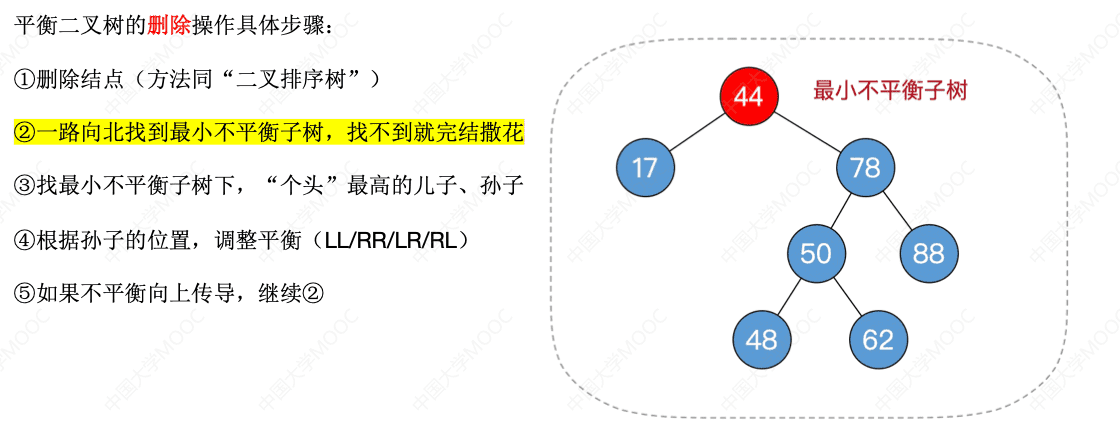 平衡二叉树的删除操作具体步骤：
①删除结点（方法同“二叉排序树”）
②一路向北找到最小不平衡子树，找不到就完结撒花
③找最小不平衡子树下，“个头”最高的儿子、孙子
④根据孙子的位置，调整平衡（LL/RR/LR/RL）
⑤如果不平衡向上传导，继续②
44
最小不平衡子树
17
78
50
88
48
62
中国大学MOOC